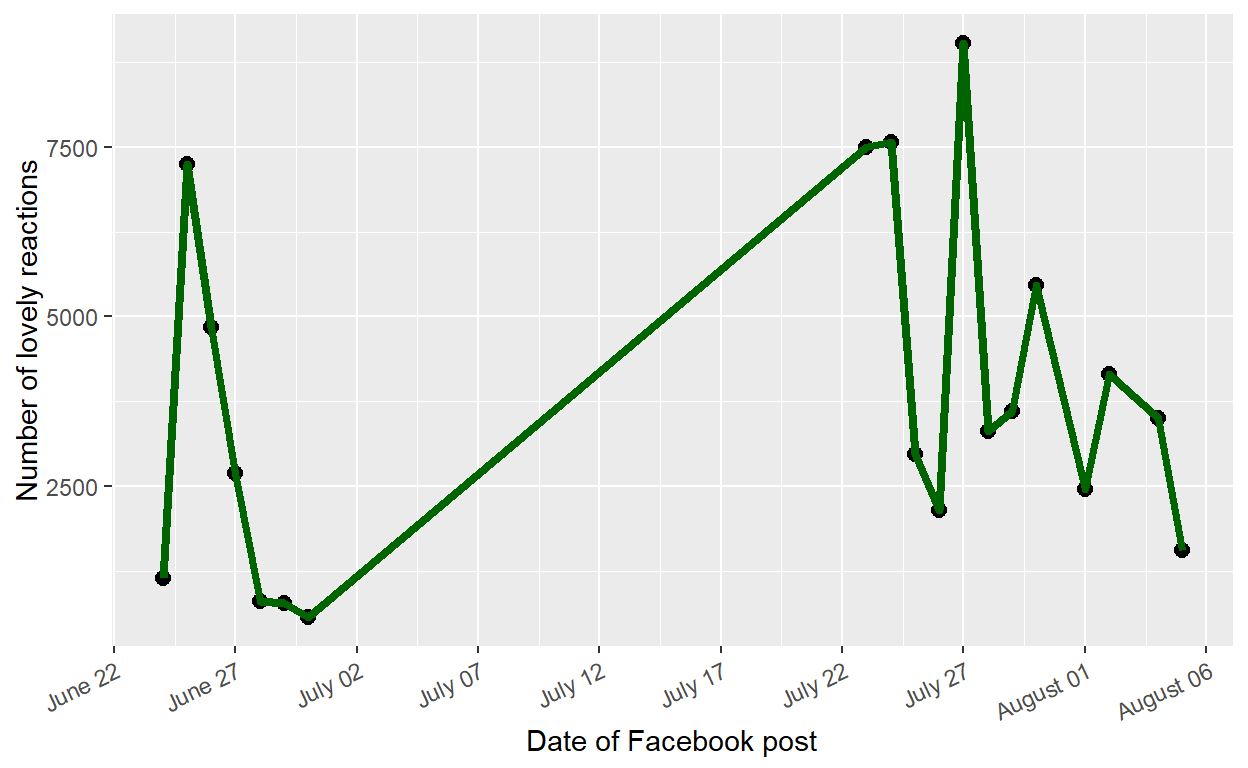 Number of lovely reactions
7500
5000
2500
June 22
June 27
July 02
July 07
July 12
July 17
July 22
July 27
August 01
August 06
Date of Facebook post